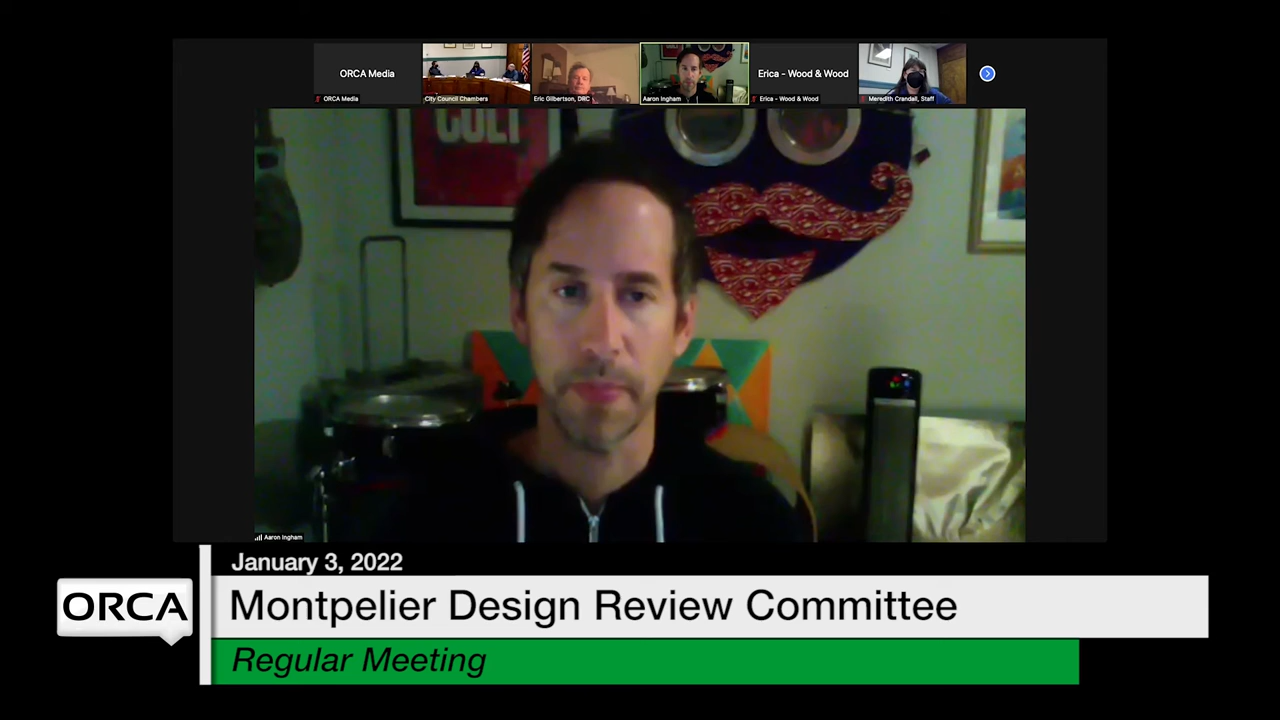 ORCA Media
Erica - Wood & Wood
ORCA Media
City Council Chambers
Eric Gilbertson, DRC
Aaron Ingham
Erica - Wood & Wood
Meredith Crandall, Staff
CULT
Aaron Ingham
January 3, 2022
ORCA
Montpelier Design Review Committee
Regular Meeting